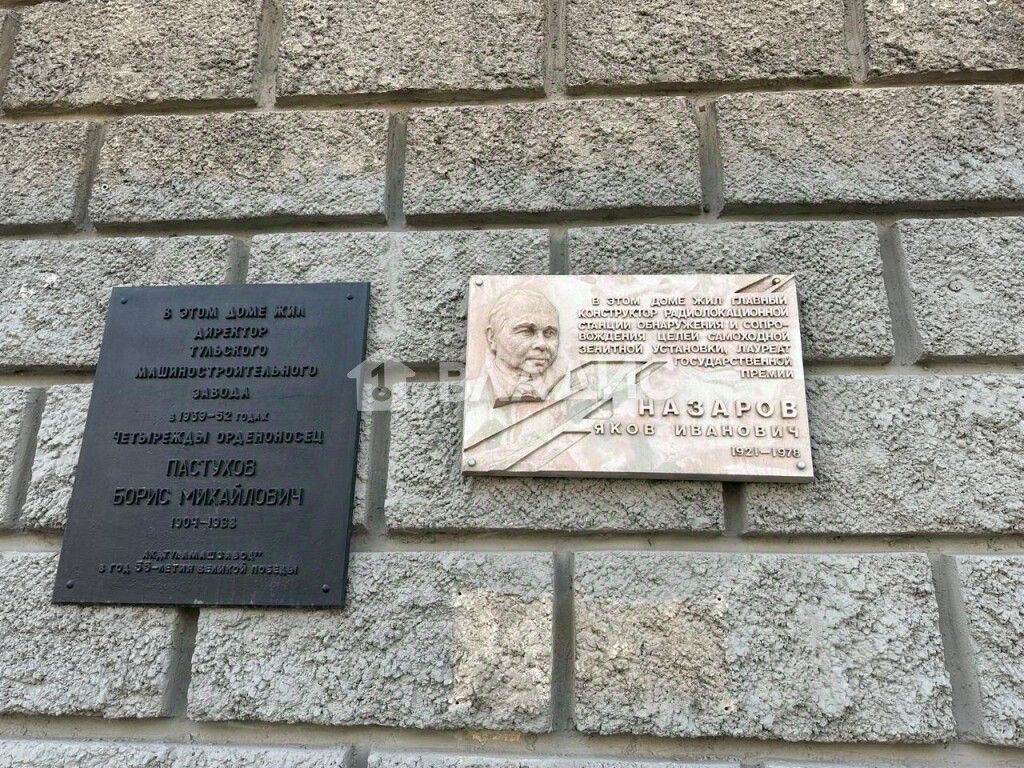 В ЭТОМ ДОМЕ ЖИЛ
ДИРЕКТОР
ТУЛЬСКОГО
МАШИНОСТРОИТЕЛЬНОГО
ЗАВОДА
в 1939-52 годах
ЧЕТЫРЕЖДЫ ОРДЕНОНОСЕЦ
ПАСТУХОВ
БОРИС МИХАЙЛОВИЧ
1904-1988
АК„ТУЛАМАШЗАВОД"
В ГОД 55-ЛЕТИЯ ВЕЛИКОЙ ПОБЕДЫ
В ЭТОМ ДОМЕ ЖИЛ ГЛАВНЫЙ
КОНСТРУКТОР РАДИОЛОКАЦИОННОЙ
СТАНЦИИ ОБНАРУЖЕНИЯ И СОПРО-
ВОЖДЕНИЯ ЦЕЛЕЙ САМОХОДНОЙ
ЗЕНИТНОЙ УСТАНОВКИ, ЛАУРЕАТ
ГОСУДАРСТВЕННОЙ
ПРЕМИИ
НАЗАРОВ
ЯКОВ ИВАНОВИЧ
1921-1978